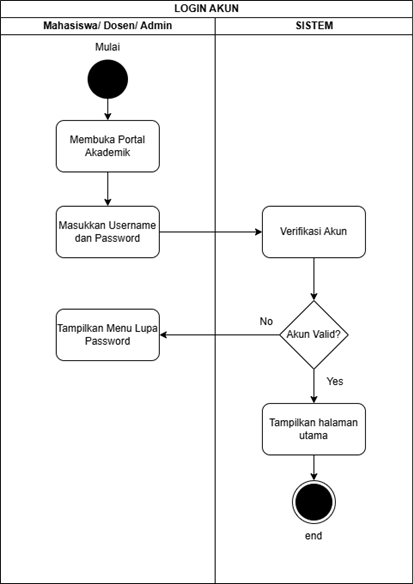 LOGIN AKUN
Mahasiswa/ Dosen/ Admin
SISTEM
Mulai
Membuka Portal
Akademik
Masukkan Username
dan Password
Verifikasi Akun
Tampilkan Menu Lupa
Password
No
Akun Valid?
Yes
Tampilkan halaman
utama
end